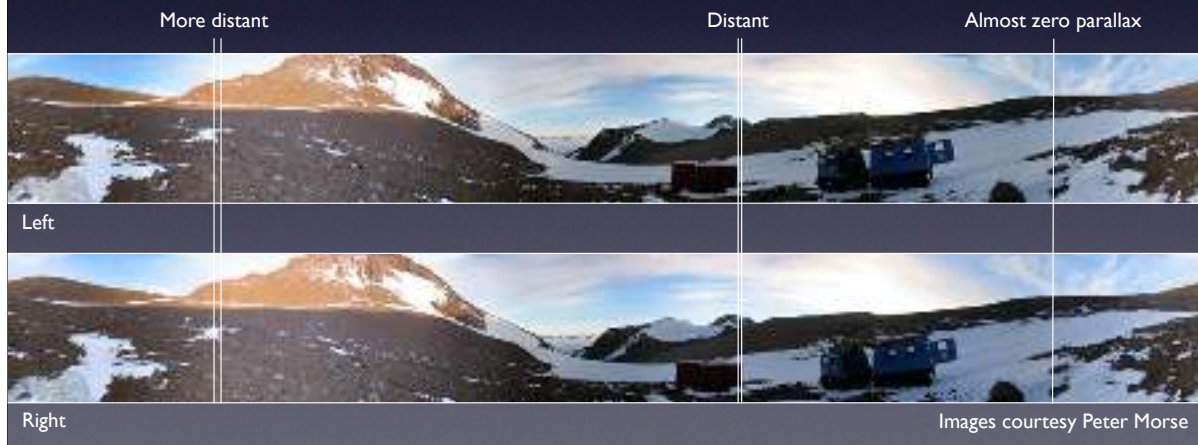 More distant
Distant
Almost zero parallax
Left
Right
Images courtesy Peter Morse